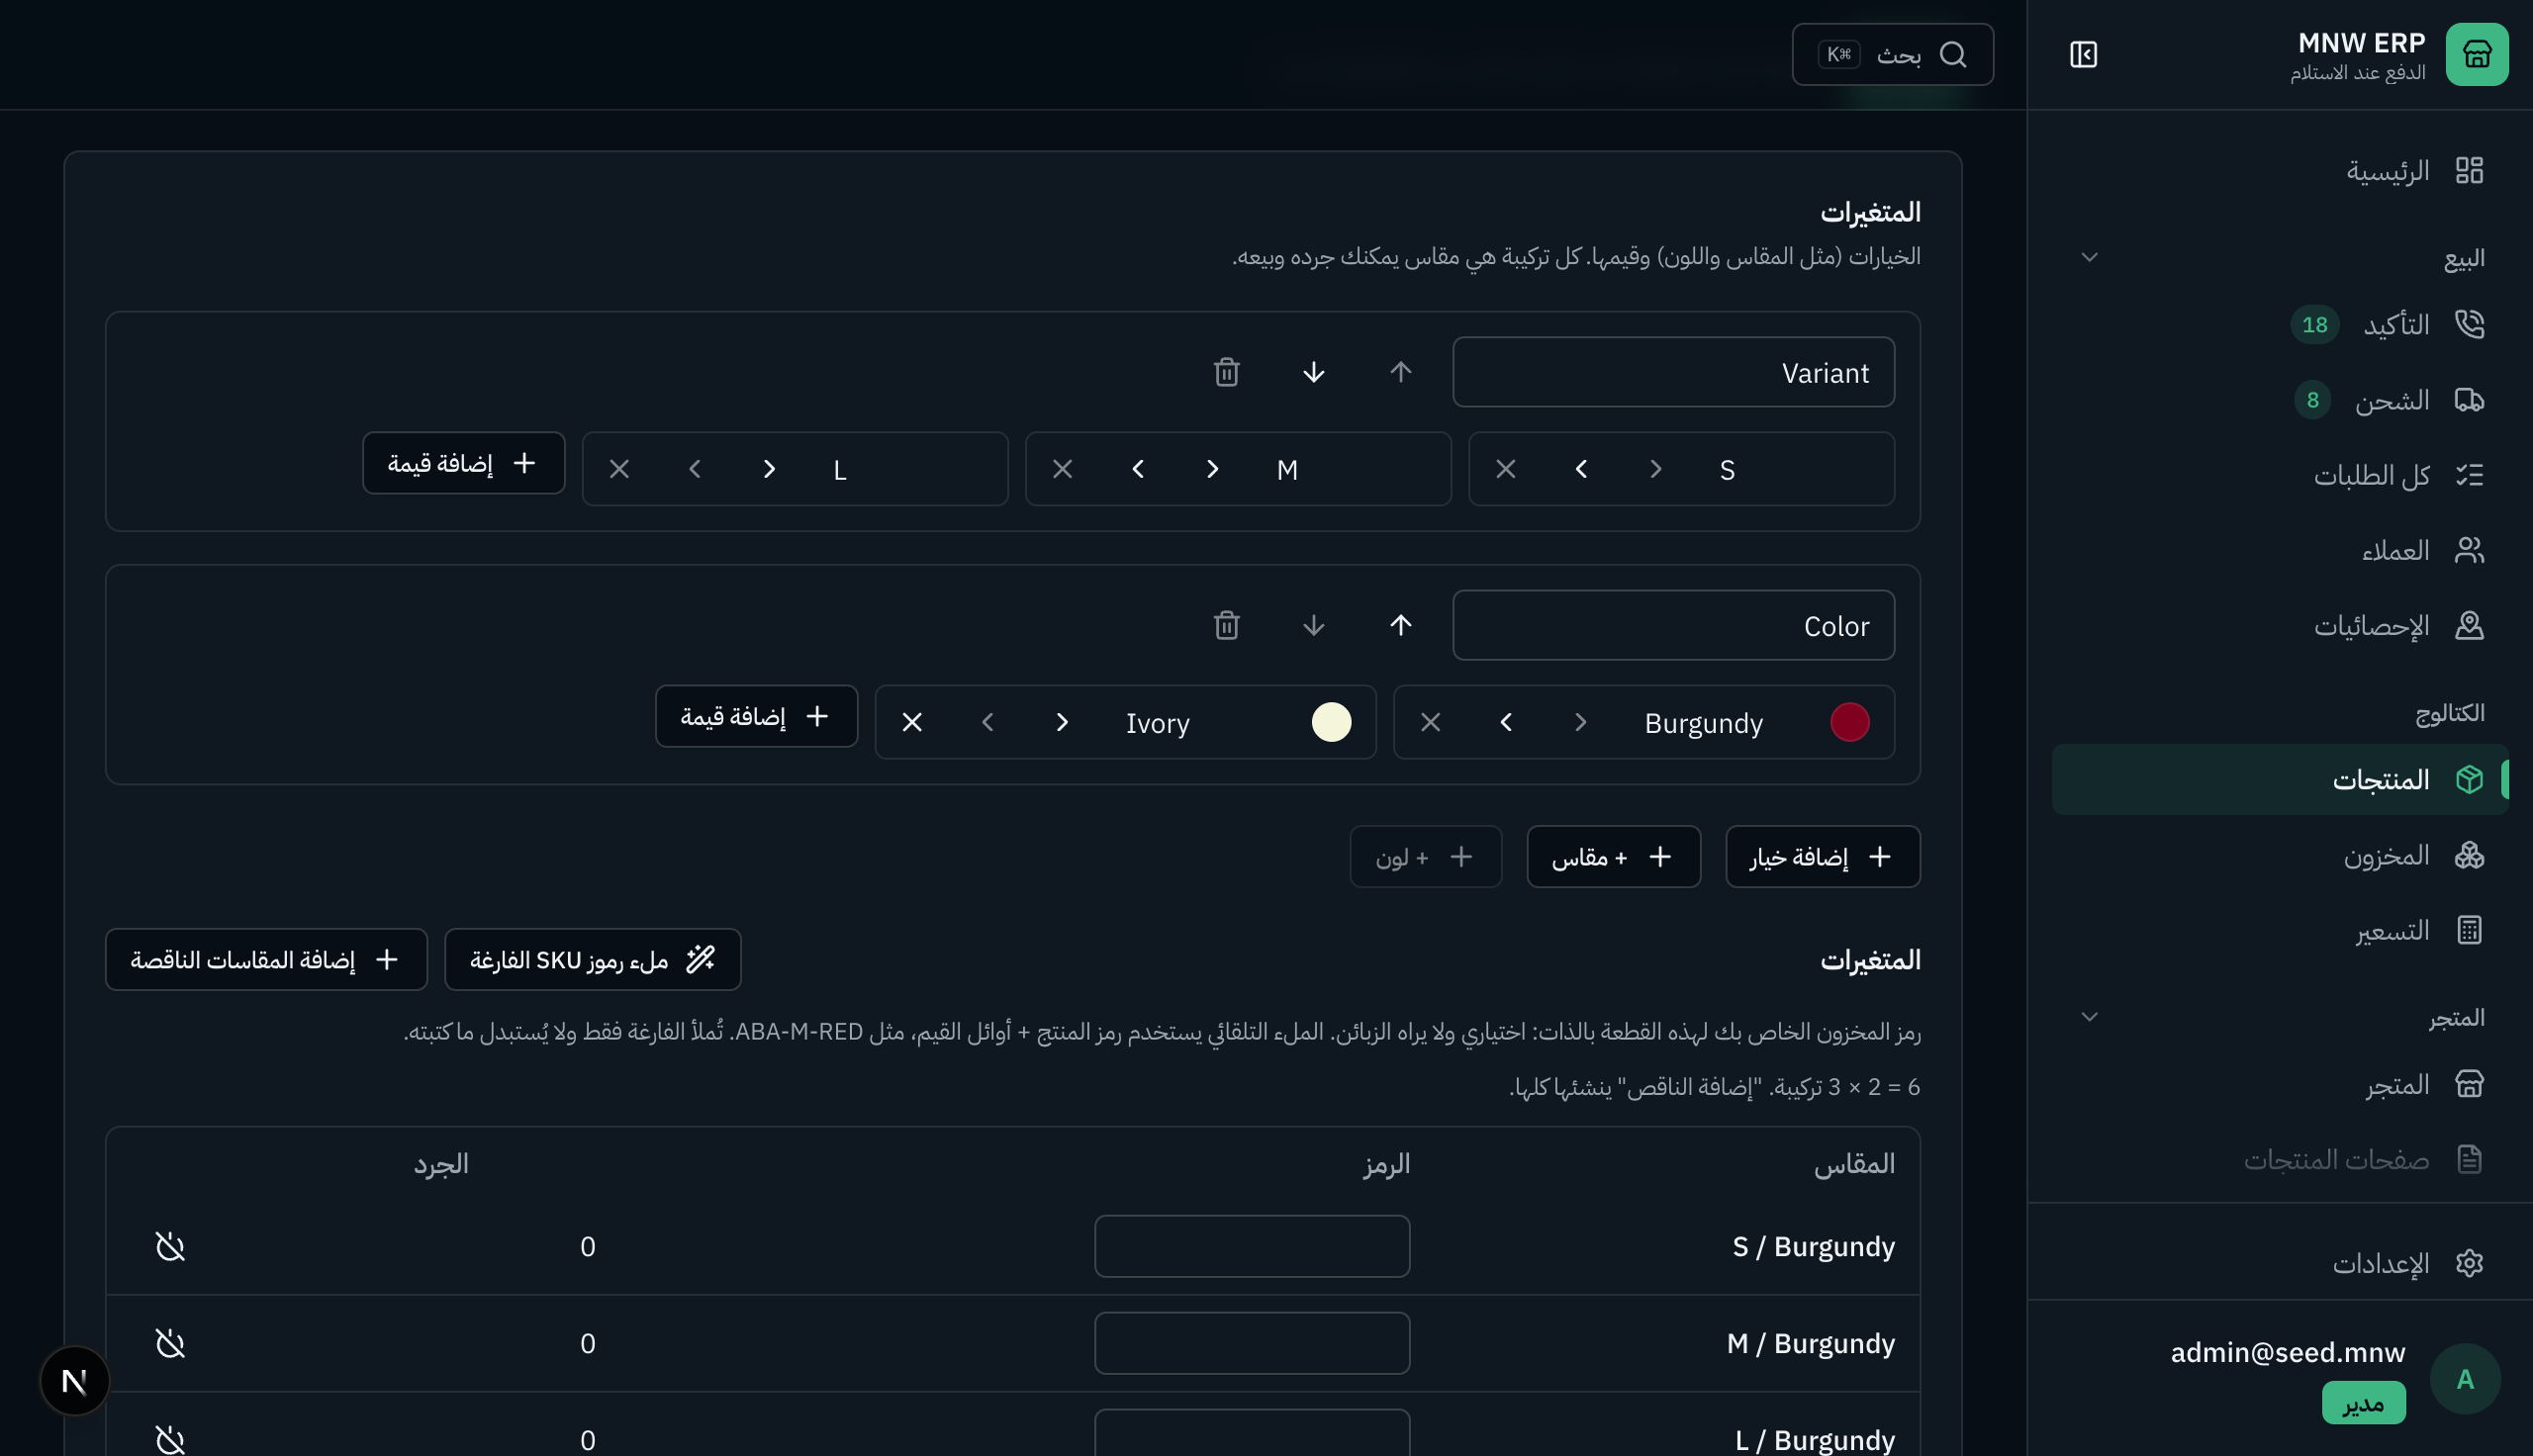 MNW ERP
الدفع عند الاستلام
بحث
⌘K
الرئيسية
البيع
التأكيد 18
الشحن 8
كل الطلبات
العملاء
الإحصائيات
الكتالوج
المنتجات
المخزون
التسعير
المتجر
المتجر
صفحات المنتجات
الإعدادات
admin@seed.mnw
A
مدير
المتغيرات
الخيارات (مثل المقاس واللون) وقيمها. كل تركيبة هي مقاس يمكنك جرده وبيعه.
Variant
S
M
L
إضافة قيمة
Color
Burgundy
Ivory
إضافة قيمة
إضافة خيار
+ مقاس
+ لون
المتغيرات
ملء رموز SKU الفارغة
إضافة المقاسات الناقصة
رمز المخزون الخاص بك لهذه القطعة بالذات: اختياري ولا يراه الزبائن. الملء التلقائي يستخدم رمز المنتج + أوائل القيم، مثل ABA-M-RED. تُملأ الفارغة فقط ولا يُستبدل ما كتبته.
6 = 2 × 3 تركيبة. "إضافة الناقص" ينشئها كلها.
المقاس الرمز الجرد
S / Burgundy 0
M / Burgundy 0
L / Burgundy 0
N